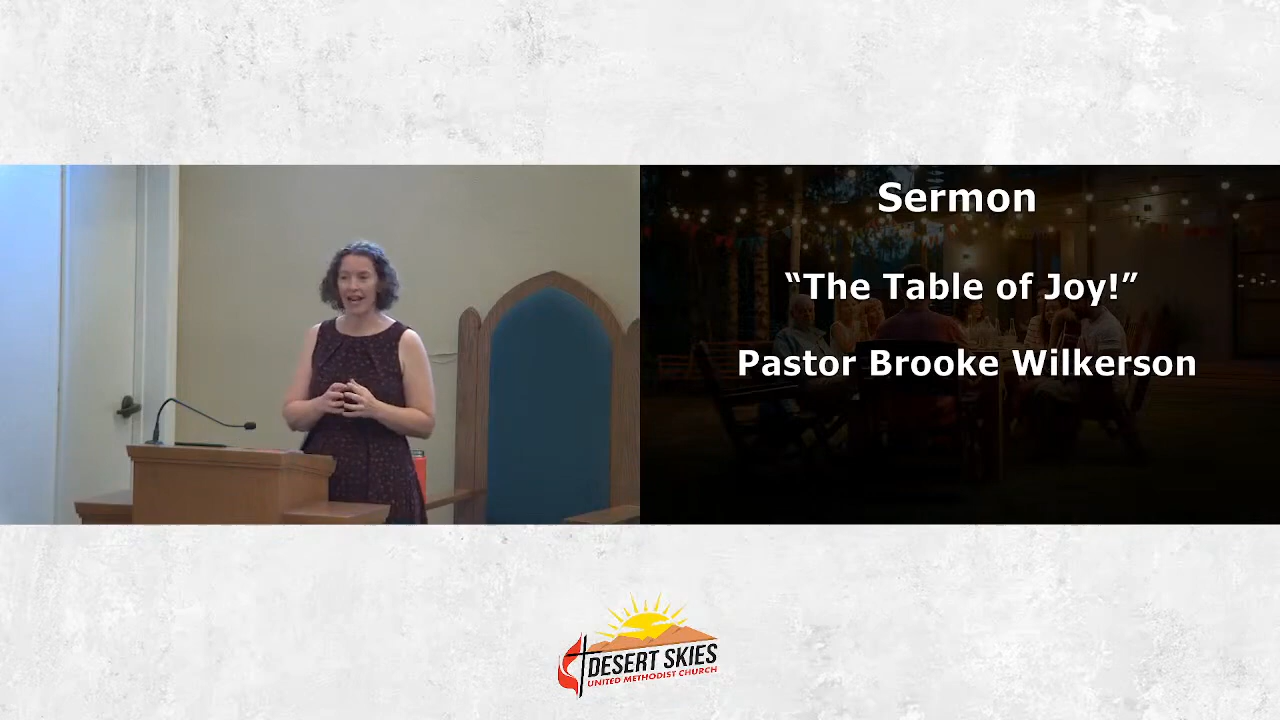 Sermon
“The Table of Joy!”
Pastor Brooke Wilkerson
DESERT SKIES
UNITED METHODIST CHURCH